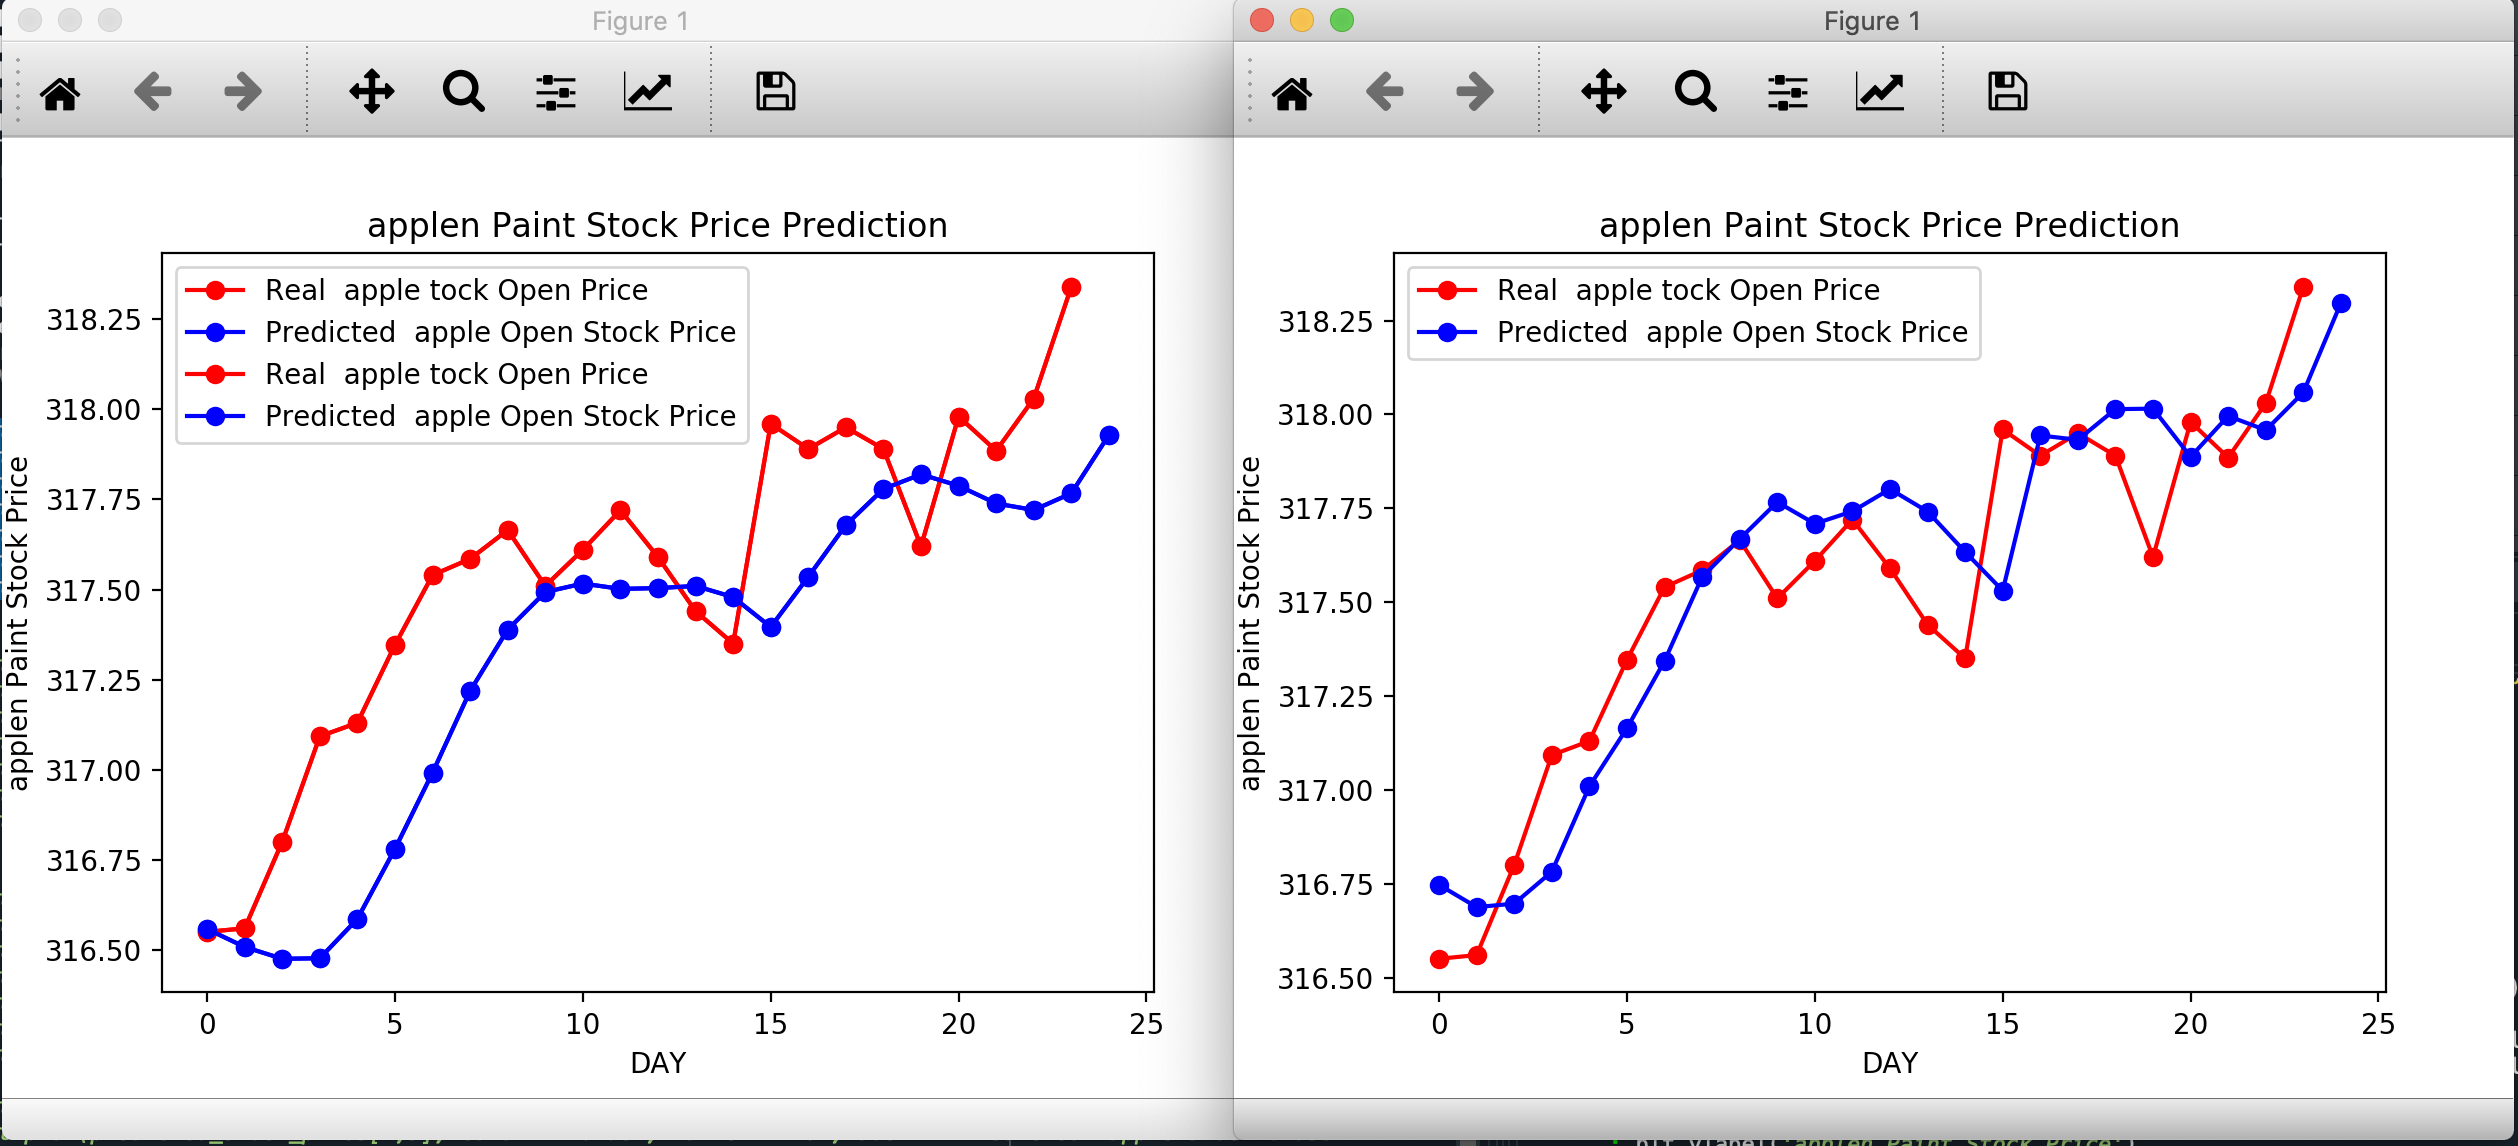 Figure 1
applen Paint Stock Price Prediction
Real  apple tock Open Price
Predicted  apple Open Stock Price
Real  apple tock Open Price
Predicted  apple Open Stock Price
318.25
318.00
317.75
317.50
317.25
317.00
316.75
316.50
applen Paint Stock Price
0 5 10 15 20 25
DAY
Figure 1
applen Paint Stock Price Prediction
Real  apple tock Open Price
Predicted  apple Open Stock Price
318.25
318.00
317.75
317.50
317.25
317.00
316.75
316.50
applen Paint Stock Price
0 5 10 15 20 25
DAY